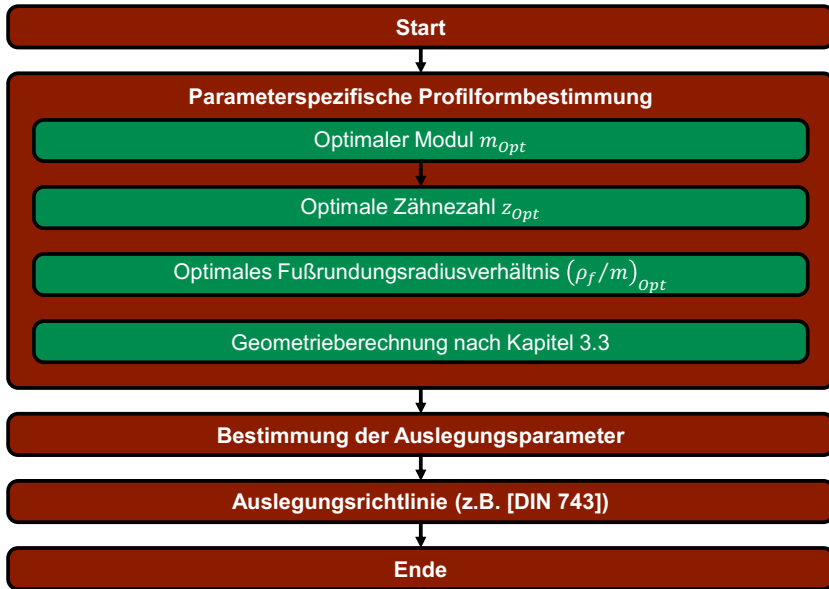 Start
Parameterspezifische Profilformbestimmung
Optimaler Modul m_Opt
Optimale Zähnezahl z_Opt
Optimales Fußrundungsradiusverhältnis (ρ_f/m)_Opt
Geometrieberechnung nach Kapitel 3.3
Bestimmung der Auslegungsparameter
Auslegungsrichtlinie (z.B. [DIN 743])
Ende